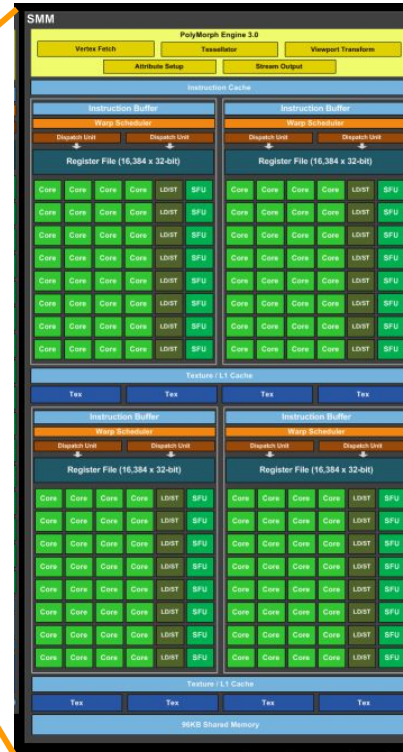 SMM
PolyMorph Engine 3.0
Vertex Fetch Tessellator Viewport Transform
Attribute Setup Stream Output
Instruction Cache
Instruction Buffer Instruction Buffer
Warp Scheduler Warp Scheduler
Dispatch Unit Dispatch Unit Dispatch Unit Dispatch Unit
Register File (16,384 x 32-bit) Register File (16,384 x 32-bit)
Core Core Core Core LD/ST SFU Core Core Core Core LD/ST SFU
Core Core Core Core LD/ST SFU Core Core Core Core LD/ST SFU
Core Core Core Core LD/ST SFU Core Core Core Core LD/ST SFU
Core Core Core Core LD/ST SFU Core Core Core Core LD/ST SFU
Core Core Core Core LD/ST SFU Core Core Core Core LD/ST SFU
Core Core Core Core LD/ST SFU Core Core Core Core LD/ST SFU
Core Core Core Core LD/ST SFU Core Core Core Core LD/ST SFU
Core Core Core Core LD/ST SFU Core Core Core Core LD/ST SFU
Texture / L1 Cache
Tex Tex Tex Tex
Instruction Buffer Instruction Buffer
Warp Scheduler Warp Scheduler
Dispatch Unit Dispatch Unit Dispatch Unit Dispatch Unit
Register File (16,384 x 32-bit) Register File (16,384 x 32-bit)
Core Core Core Core LD/ST SFU Core Core Core Core LD/ST SFU
Core Core Core Core LD/ST SFU Core Core Core Core LD/ST SFU
Core Core Core Core LD/ST SFU Core Core Core Core LD/ST SFU
Core Core Core Core LD/ST SFU Core Core Core Core LD/ST SFU
Core Core Core Core LD/ST SFU Core Core Core Core LD/ST SFU
Core Core Core Core LD/ST SFU Core Core Core Core LD/ST SFU
Core Core Core Core LD/ST SFU Core Core Core Core LD/ST SFU
Core Core Core Core LD/ST SFU Core Core Core Core LD/ST SFU
Texture / L1 Cache
Tex Tex Tex Tex
96KB Shared Memory